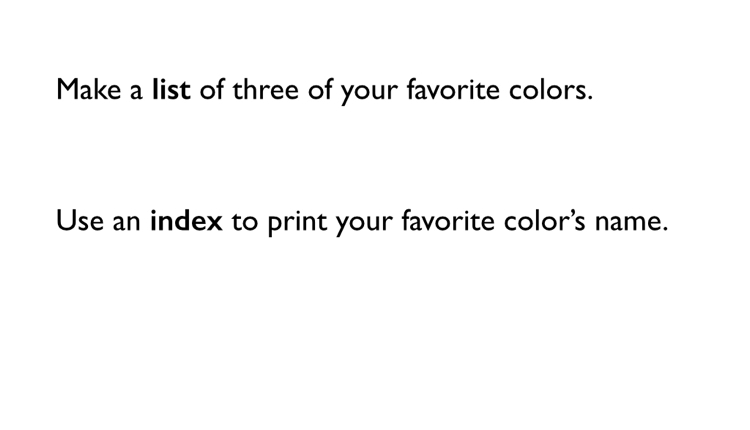 Make a list of three of your favorite colors.
Use an index to print your favorite color’s name.